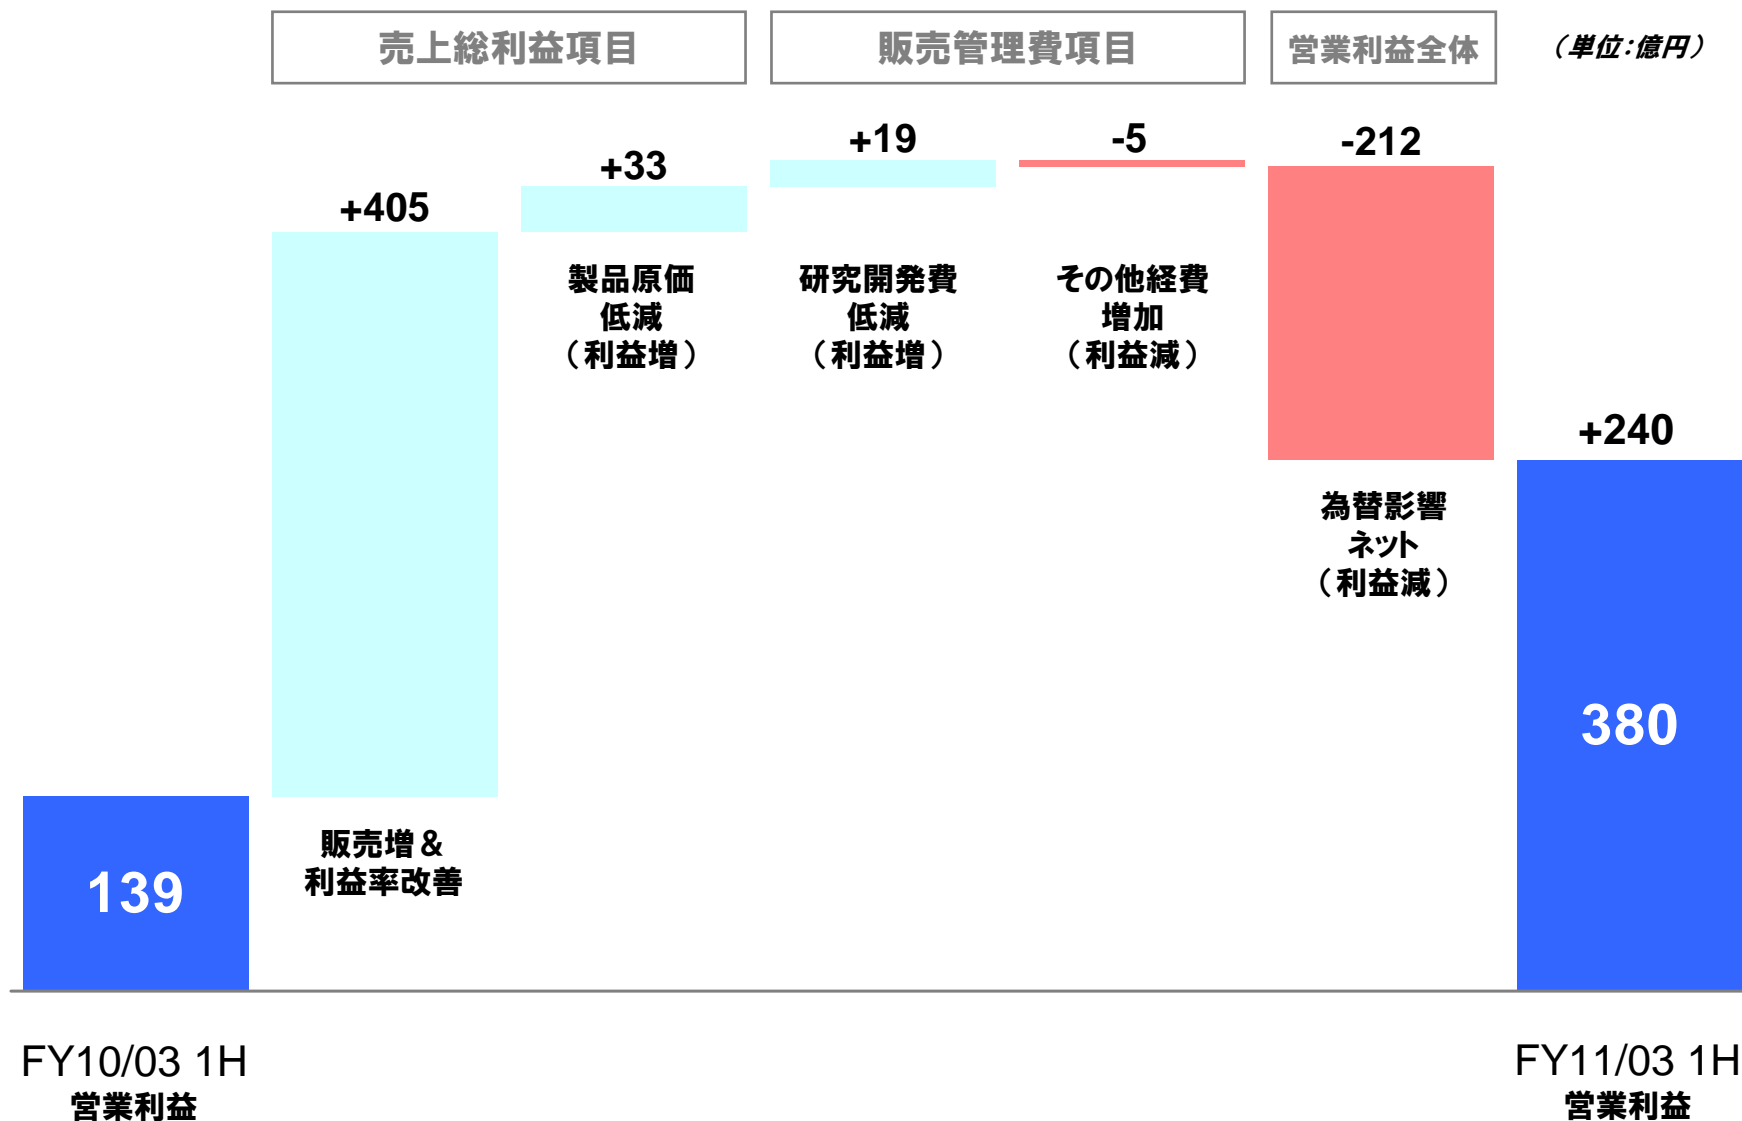 売上総利益項目
販売管理費項目
営業利益全体
（単位：億円）
+405
+33
+19
-5
-212
+240
製品原価
低減
（利益増）
研究開発費
低減
（利益増）
その他経費
増加
（利益減）
為替影響
ネット
（利益減）
販売増＆
利益率改善
139
380
FY10/03 1H
営業利益
FY11/03 1H
営業利益